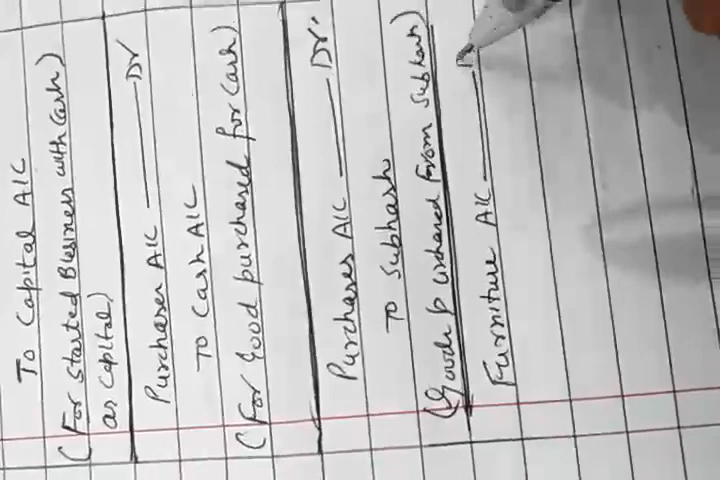 To Capital A/C
(For started Business with Cash
as capital)
Purchases A/C —— Dr
To Cash A/C
(For Good purchased for Cash)
Purchases A/C —— Dr.
To Subhash
(Goods purchased From Subhash)
Furniture A/C ——